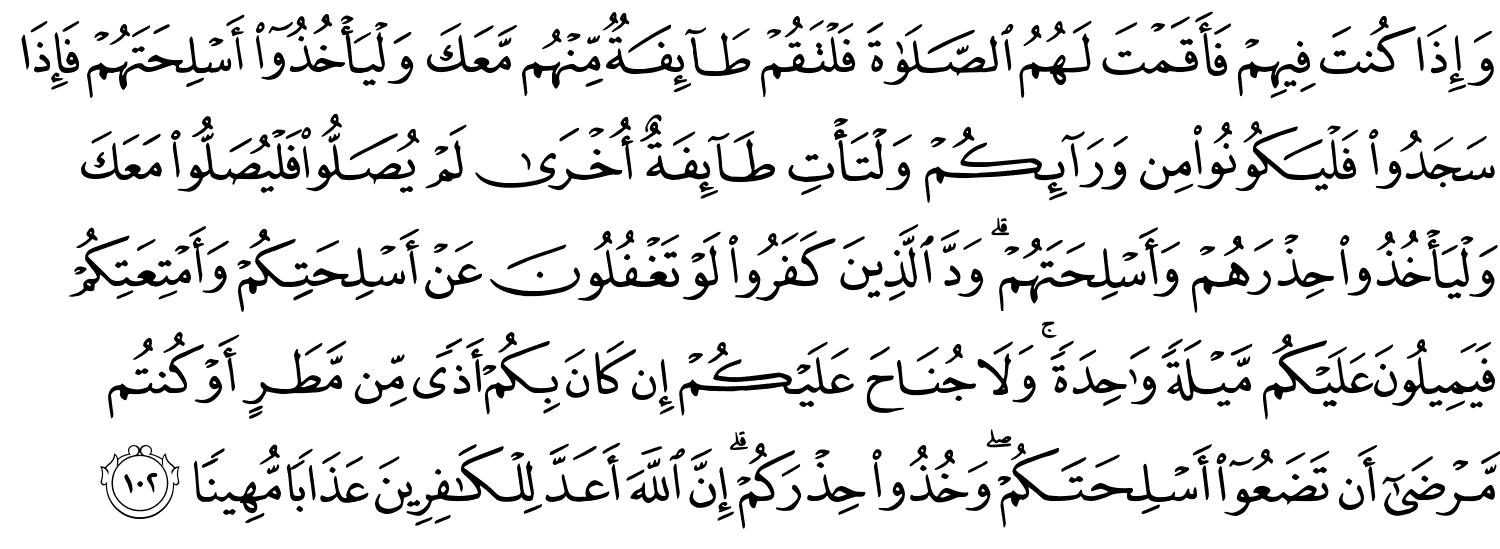 وَإِذَا كُنتَ فِيهِمْ فَأَقَمْتَ لَهُمُ ٱلصَّلَوٰةَ فَلْتَقُمْ طَآئِفَةٌ مِّنْهُم مَّعَكَ وَلْيَأْخُذُوٓا۟ أَسْلِحَتَهُمْ فَإِذَا
سَجَدُوا۟ فَلْيَكُونُوا۟ مِن وَرَآئِكُمْ وَلْتَأْتِ طَآئِفَةٌ أُخْرَىٰ لَمْ يُصَلُّوا۟ فَلْيُصَلُّوا۟ مَعَكَ
وَلْيَأْخُذُوا۟ حِذْرَهُمْ وَأَسْلِحَتَهُمْ ۗ وَدَّ ٱلَّذِينَ كَفَرُوا۟ لَوْ تَغْفُلُونَ عَنْ أَسْلِحَتِكُمْ وَأَمْتِعَتِكُمْ
فَيَمِيلُونَ عَلَيْكُم مَّيْلَةً وَٰحِدَةً ۚ وَلَا جُنَاحَ عَلَيْكُمْ إِن كَانَ بِكُمْ أَذًى مِّن مَّطَرٍ أَوْ كُنتُم
مَّرْضَىٰٓ أَن تَضَعُوٓا۟ أَسْلِحَتَكُمْ ۖ وَخُذُوا۟ حِذْرَكُمْ ۗ إِنَّ ٱللَّهَ أَعَدَّ لِلْكَٰفِرِينَ عَذَابًا مُّهِينًا ١٠٢